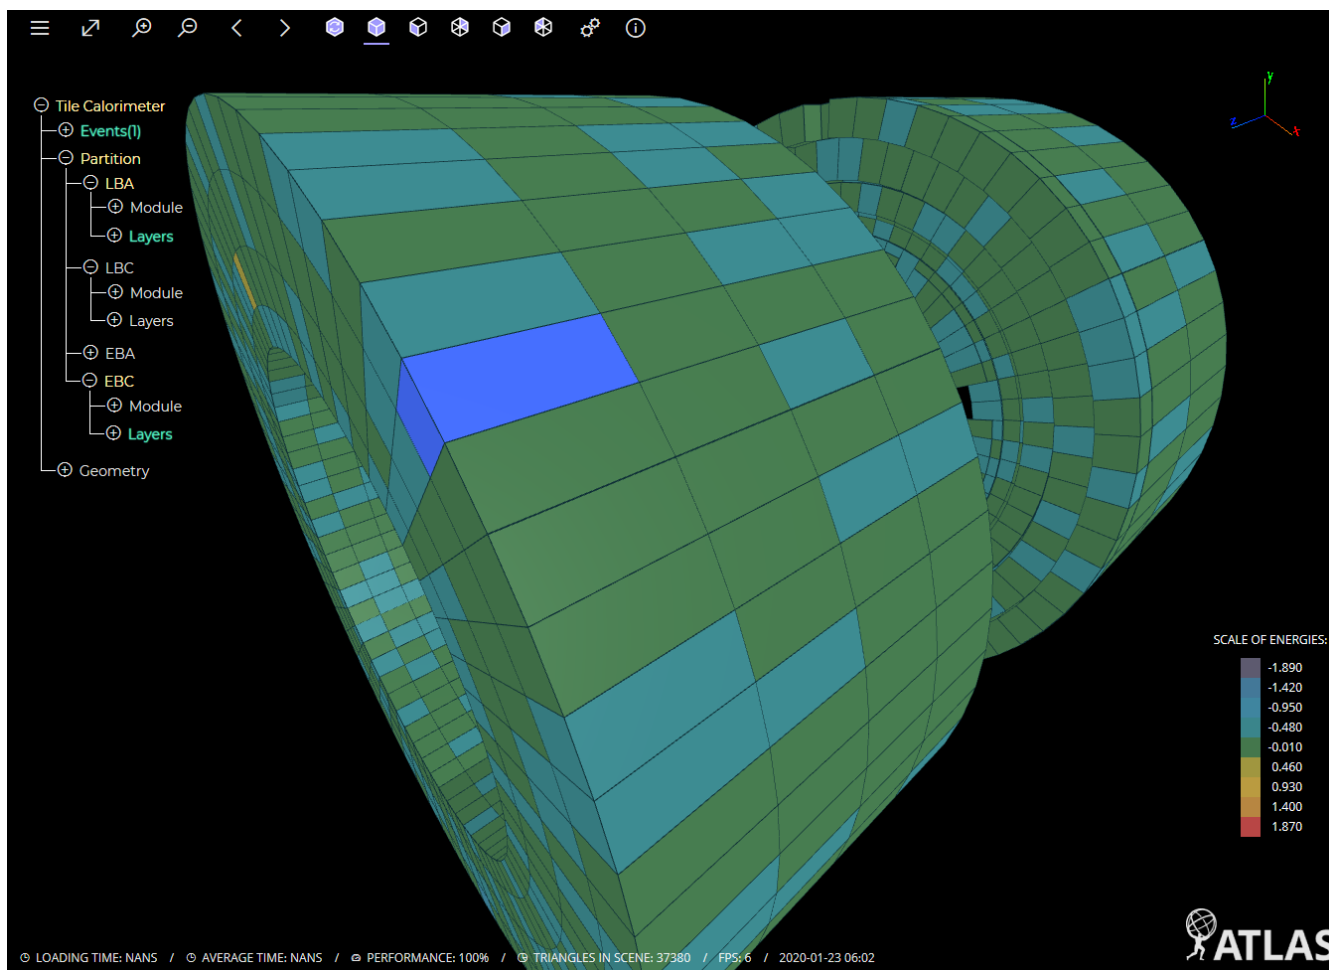 Tile Calorimeter
Events(1)
Partition
LBA
Module
Layers
LBC
Module
Layers
EBA
EBC
Module
Layers
Geometry
y
z
x
SCALE OF ENERGIES:
-1.890
-1.420
-0.950
-0.480
-0.010
0.460
0.930
1.400
1.870
ATLAS
LOADING TIME: NANS / AVERAGE TIME: NANS / PERFORMANCE: 100% / TRIANGLES IN SCENE: 37380 / FPS: 6 / 2020-01-23 06:02